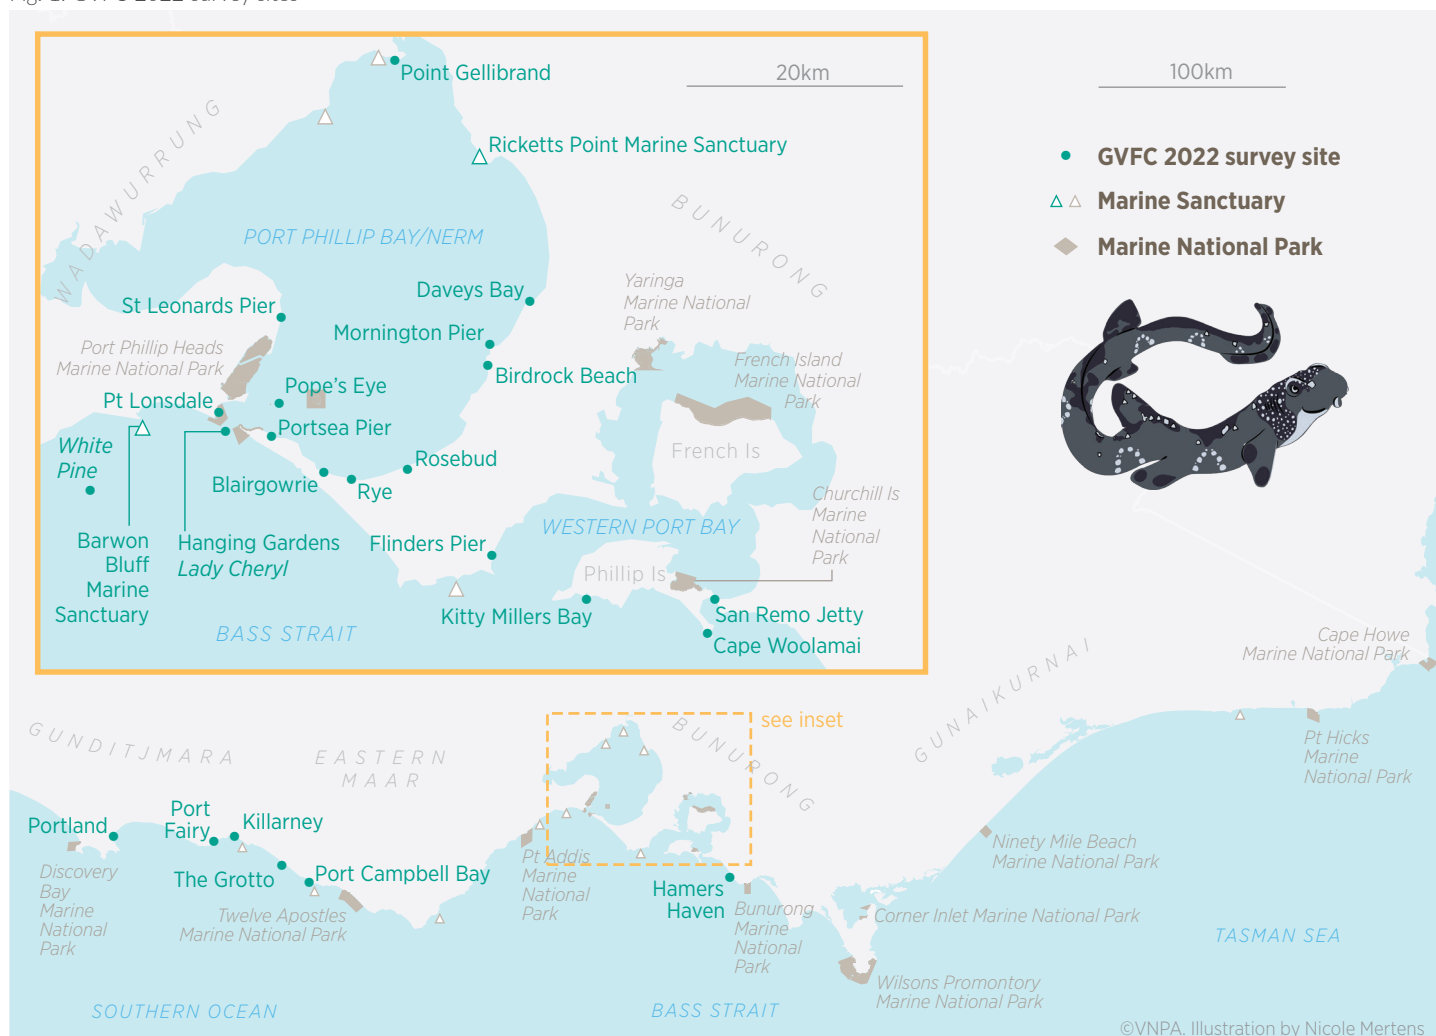 Fig. 1. GVFC 2022 survey sites
Point Gellibrand
20km
100km
Ricketts Point Marine Sanctuary
GVFC 2022 survey site
Marine Sanctuary
Marine National Park
WADAWURRUNG
BUNURONG
PORT PHILLIP BAY/NERM
Daveys Bay
St Leonards Pier
Mornington Pier
Yaringa
Marine National
Park
Port Phillip Heads
Marine National Park
French Island
Marine National
Park
Birdrock Beach
Pope's Eye
Pt Lonsdale
Portsea Pier
White
Pine
French Is
Rosebud
Blairgowrie
Rye
Churchill Is
Marine
National
Park
WESTERN PORT BAY
Barwon
Bluff
Marine
Sanctuary
Hanging Gardens
Lady Cheryl
Flinders Pier
Phillip Is
Kitty Millers Bay
San Remo Jetty
Cape Woolamai
BASS STRAIT
Cape Howe
Marine National Park
see inset
GUNDITJMARA
EASTERN
MAAR
BUNURONG
GUNAIKURNAI
Pt Hicks
Marine
National Park
Portland
Port
Fairy
Killarney
The Grotto
Port Campbell Bay
Discovery
Bay
Marine
National
Park
Twelve Apostles
Marine National Park
Pt Addis
Marine
National
Park
Hamers
Haven
Bunurong
Marine
National
Park
Ninety Mile Beach
Marine National Park
Corner Inlet Marine National Park
Wilsons Promontory
Marine National Park
TASMAN SEA
SOUTHERN OCEAN
BASS STRAIT
©VNPA. Illustration by Nicole Mertens